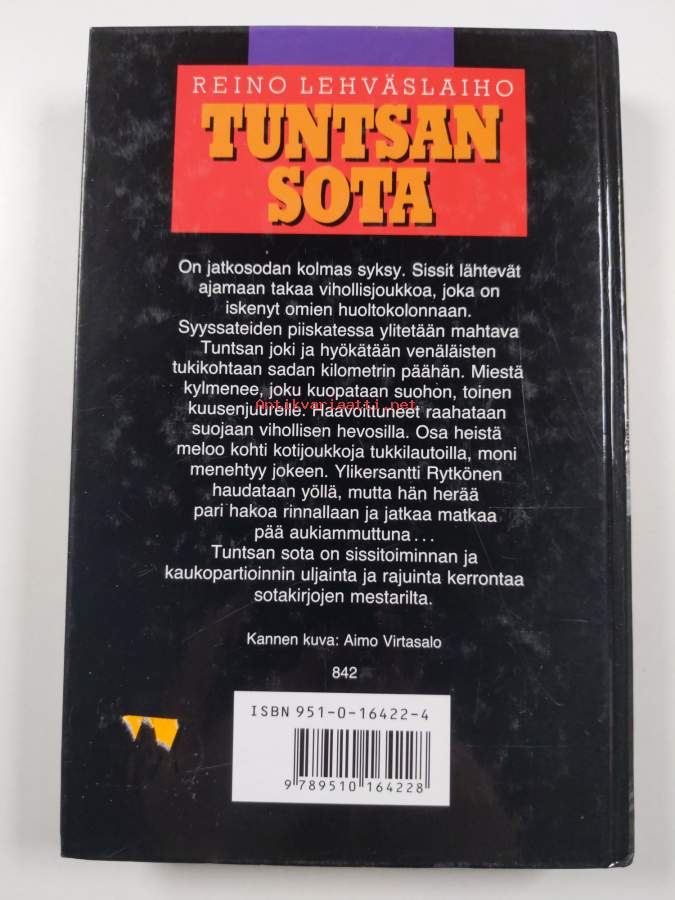 REINO LEHVÄSLAIHO
TUNTSAN
SOTA
On jatkosodan kolmas syksy. Sissit lähtevät
ajamaan takaa vihollisjoukkoa, joka on
iskenyt omien huoltokolonnaan.
Syyssateiden piiskatessa ylitetään mahtava
Tuntsan joki ja hyökätään venäläisten
tukikohtaan sadan kilometrin päähän. Miestä
kylmenee, joku kuopataan suohon, toinen
Antikvariaatti.net
kuusenjuurelle. Haavoittuneet raahataan
suojaan vihollisen hevosilla. Osa heistä
meloo kohti kotijoukkoja tukkilautoilla, moni
menehtyy jokeen. Ylikersantti Rytkönen
haudataan yöllä, mutta hän herää
pari hakoa rinnallaan ja jatkaa matkaa
pää aukiammuttuna...
Tuntsan sota on sissitoiminnan ja
kaukopartioinnin uljainta ja rajuinta kerrontaa
sotakirjojen mestarilta.
Kannen kuva: Aimo Virtasalo
842
ISBN 951-0-16422-4
9 789510 164228